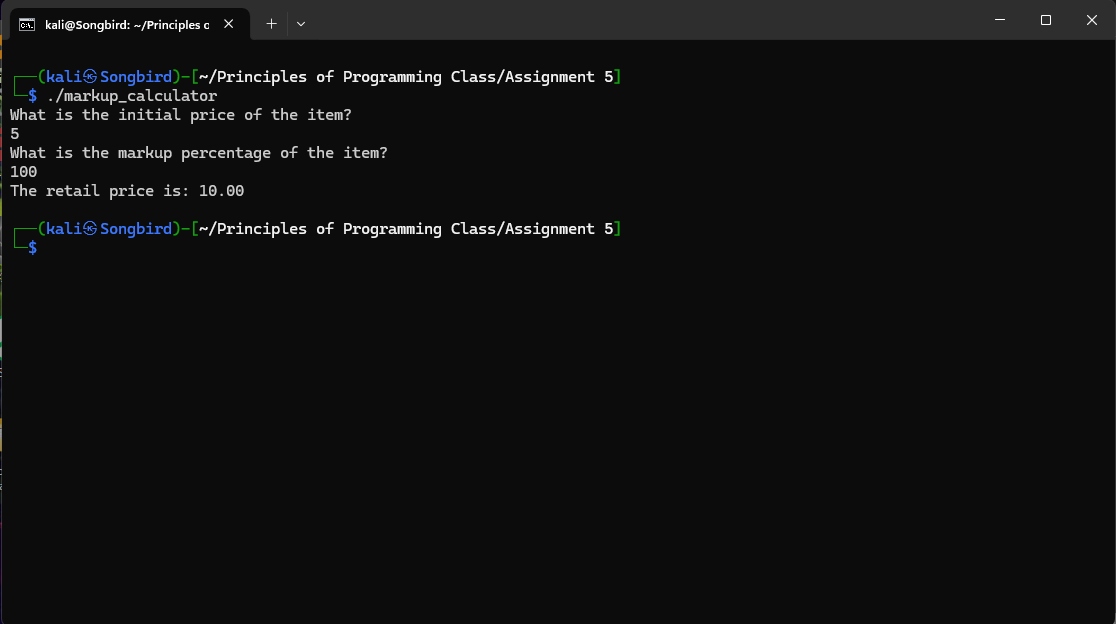 kali@Songbird: ~/Principles o
┌──(kali㉿Songbird)-[~/Principles of Programming Class/Assignment 5]
└─$ ./markup_calculator
What is the initial price of the item?
5
What is the markup percentage of the item?
100
The retail price is: 10.00
┌──(kali㉿Songbird)-[~/Principles of Programming Class/Assignment 5]
└─$